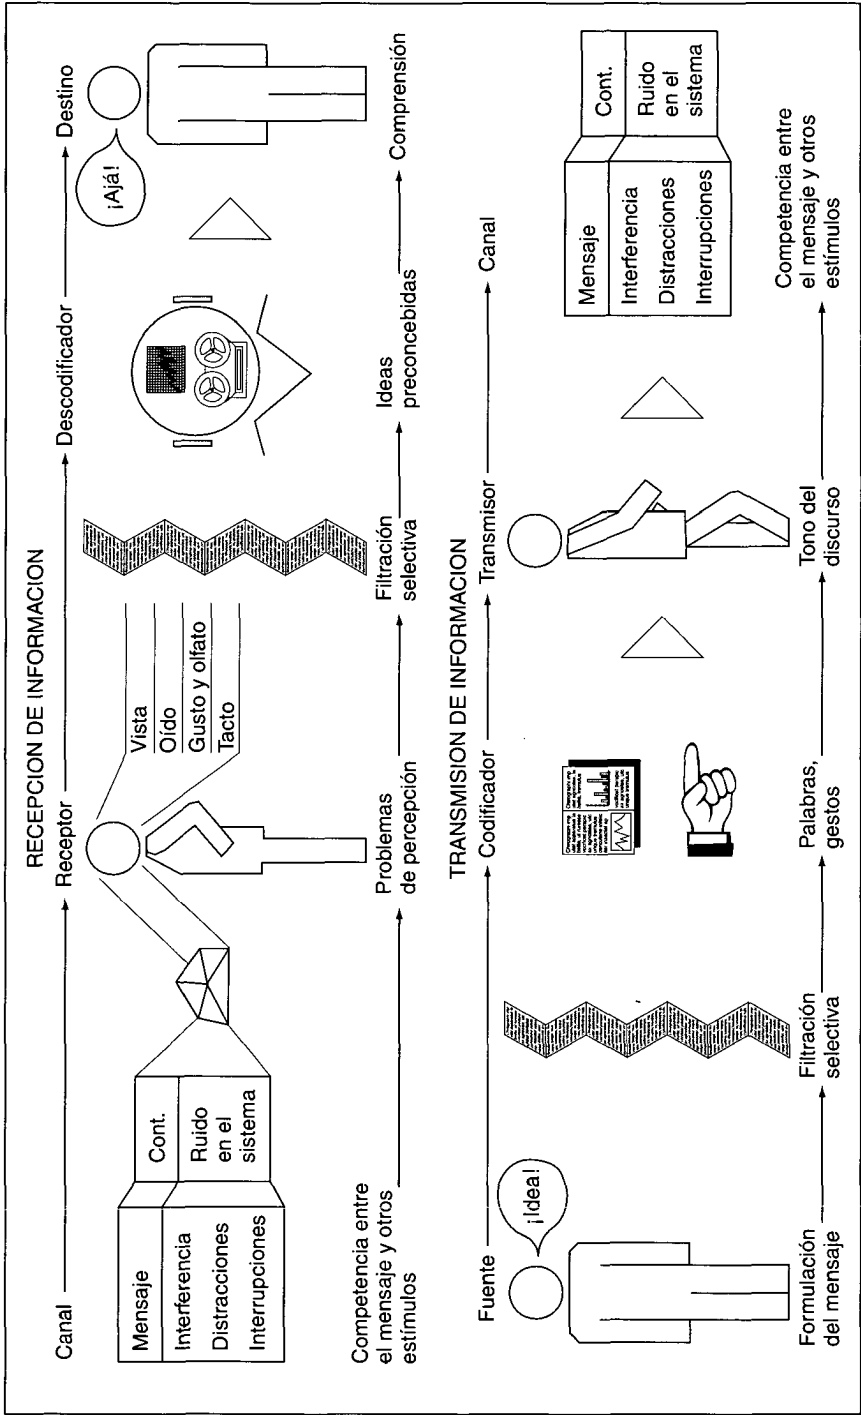 RECEPCION DE INFORMACION
Canal
Receptor
Descodificador
Destino
Mensaje
Interferencia
Distracciones
Interrupciones
Cont.
Ruido
en el
sistema
Vista
Oído
Gusto y olfato
Tacto
¡Ajá!
Competencia entre
el mensaje y otros
estímulos
Problemas
de percepción
Filtración
selectiva
Ideas
preconcebidas
Comprensión
TRANSMISION DE INFORMACION
Fuente
Codificador
Transmisor
Canal
¡Idea!
Mensaje
Interferencia
Distracciones
Interrupciones
Cont.
Ruido
en el
sistema
Formulación
del mensaje
Filtración
selectiva
Palabras,
gestos
Tono del
discurso
Competencia entre
el mensaje y otros
estímulos